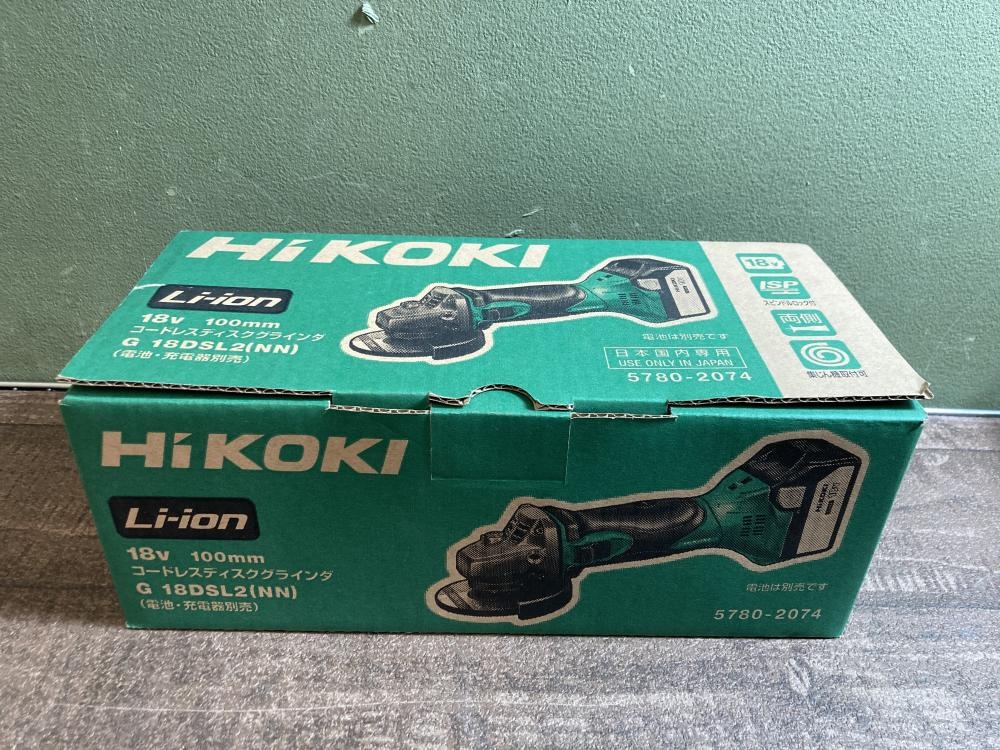 HiKOKI
Li-ion
18v 100mm
コードレスディスクグラインダ
G 18DSL2(NN)
(電池・充電器別売)
HiKOKI
電池は別売です
日本国内専用
USE ONLY IN JAPAN
5780-2074
18v
ISP
スピンドルロック付
両側
集じん機取付可
HiKOKI
Li-ion
18v 100mm
コードレスディスクグラインダ
G 18DSL2(NN)
(電池・充電器別売)
HiKOKI
電池は別売です
5780-2074